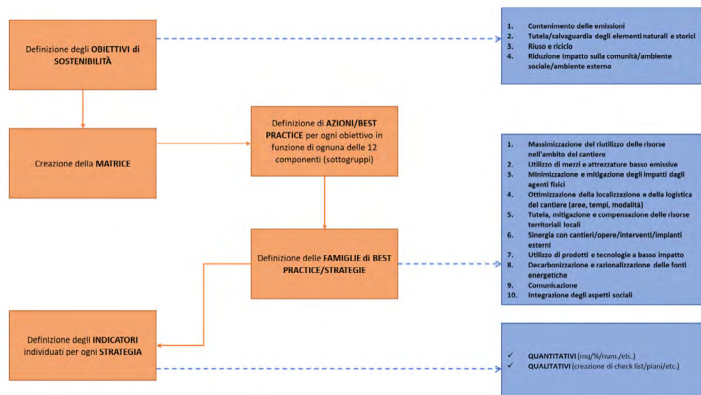 Definizione degli OBIETTIVI di
SOSTENIBILITÀ
1. Contenimento delle emissioni
2. Tutela/salvaguardia degli elementi naturali e storici
3. Riuso e riciclo
4. Riduzione impatto sulla comunità/ambiente
sociale/ambiente esterno
Creazione della MATRICE
Definizione di AZIONI/BEST
PRACTICE per ogni obiettivo in
funzione di ognuna delle 12
componenti (sottogruppi)
Definizione delle FAMIGLIE di BEST
PRACTICE/STRATEGIE
1. Massimizzazione del riutilizzo delle risorse
nell'ambito del cantiere
2. Utilizzo di mezzi e attrezzature basso emissive
3. Minimizzazione e mitigazione degli impatti dagli
agenti fisici
4. Ottimizzazione della localizzazione e della logistica
del cantiere (aree, tempi, modalità)
5. Tutela, mitigazione e compensazione delle risorse
territoriali locali
6. Sinergia con cantieri/opere/interventi/impianti
esterni
7. Utilizzo di prodotti e tecnologie a basso impatto
8. Decarbonizzazione e razionalizzazione delle fonti
energetiche
9. Comunicazione
10. Integrazione degli aspetti sociali
Definizione degli INDICATORI
individuati per ogni STRATEGIA
✓ QUANTITATIVI (mq/%/num./etc.)
✓ QUALITATIVI (creazione di check list/piani/etc.)